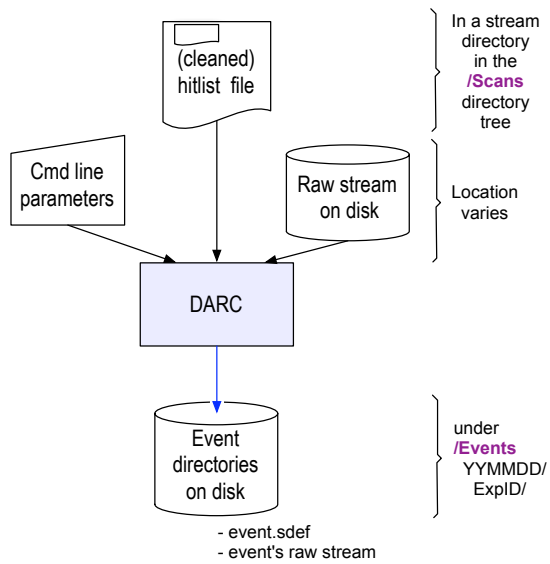 (cleaned)
hitlist file
In a stream
directory
in the
/Scans
directory
tree
Cmd line
parameters
Raw stream
on disk
Location
varies
DARC
Event
directories
on disk
under
/Events
YYMMDD/
ExpID/
- event.sdef
- event's raw stream